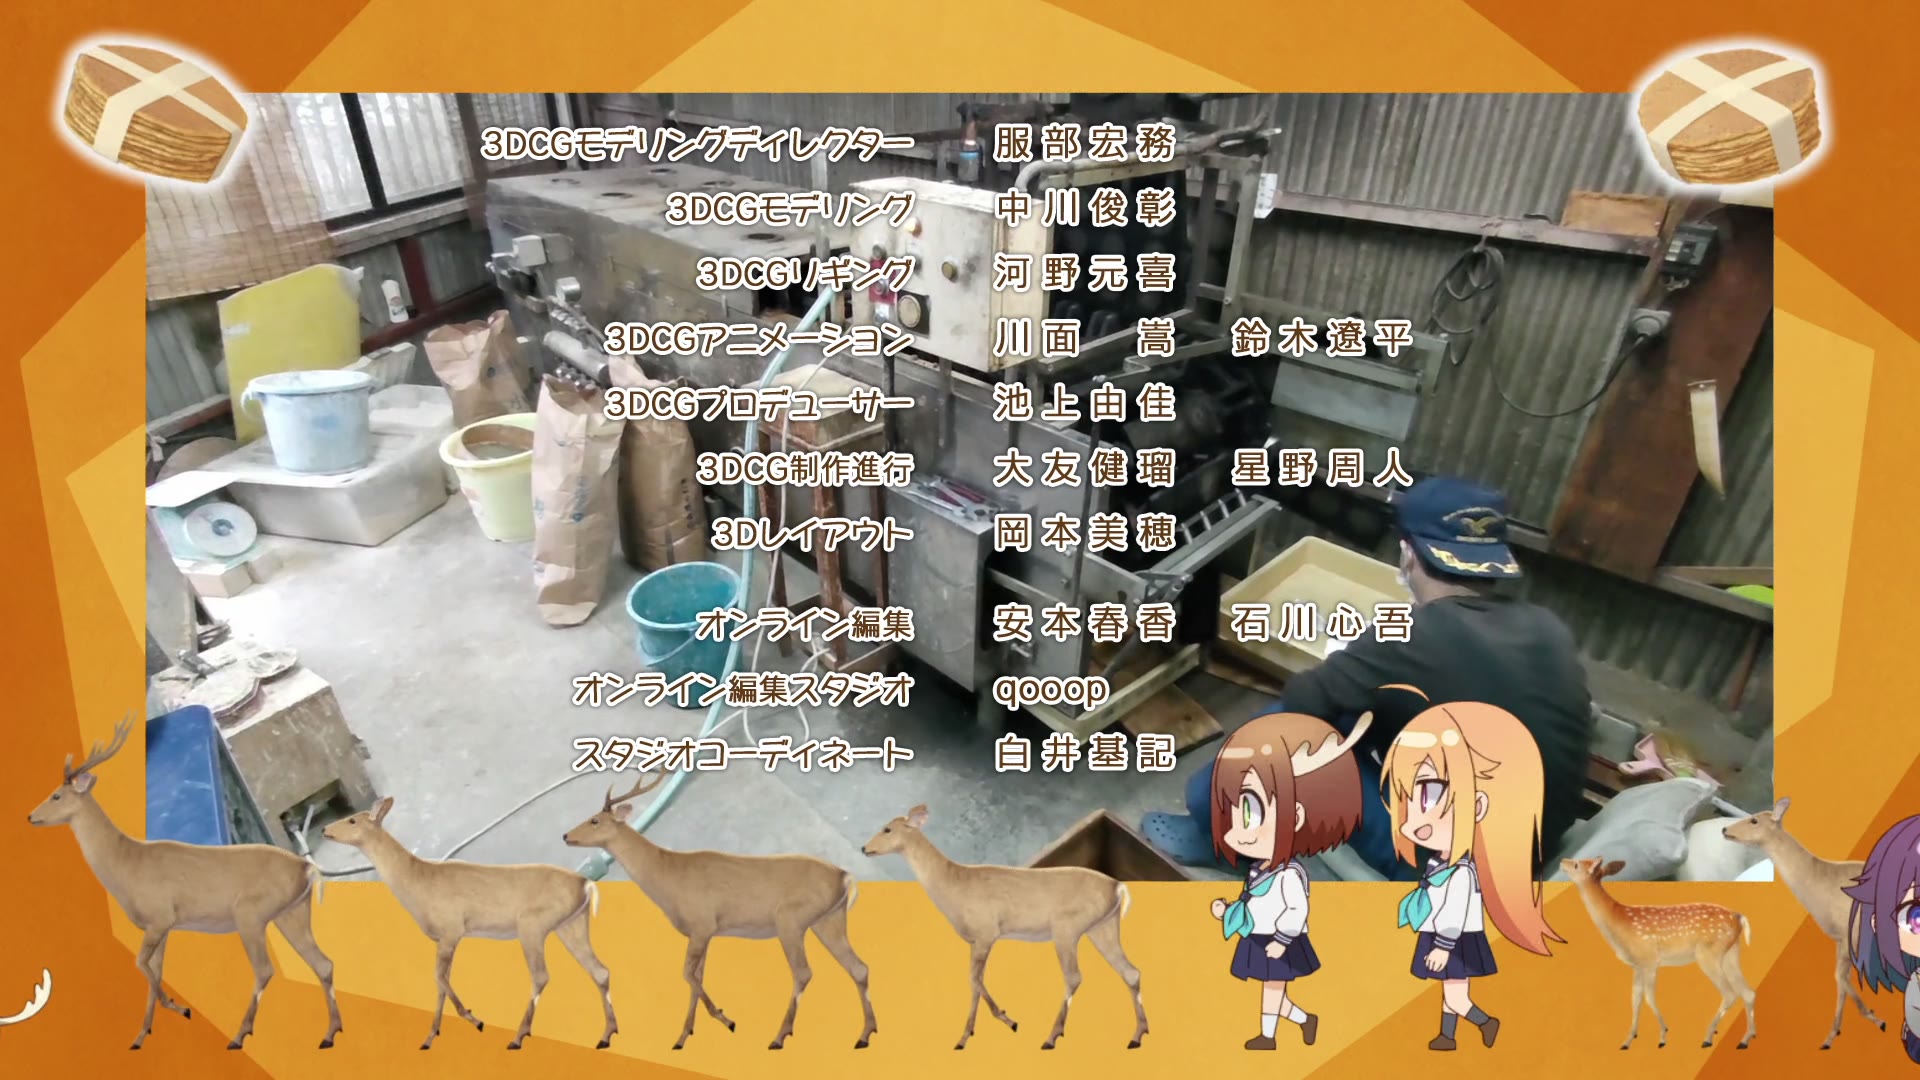 3DCGモデリングディレクター 服部宏務
3DCGモデリング 中川俊彰
3DCGリギング 河野元喜
3DCGアニメーション 川面 嵩 鈴木遼平
3DCGプロデューサー 池上由佳
3DCG制作進行 大友健瑠 星野周人
3Dレイアウト 岡本美穂
オンライン編集 安本春香 石川心吾
オンライン編集スタジオ qooop
スタジオコーディネート 白井基記